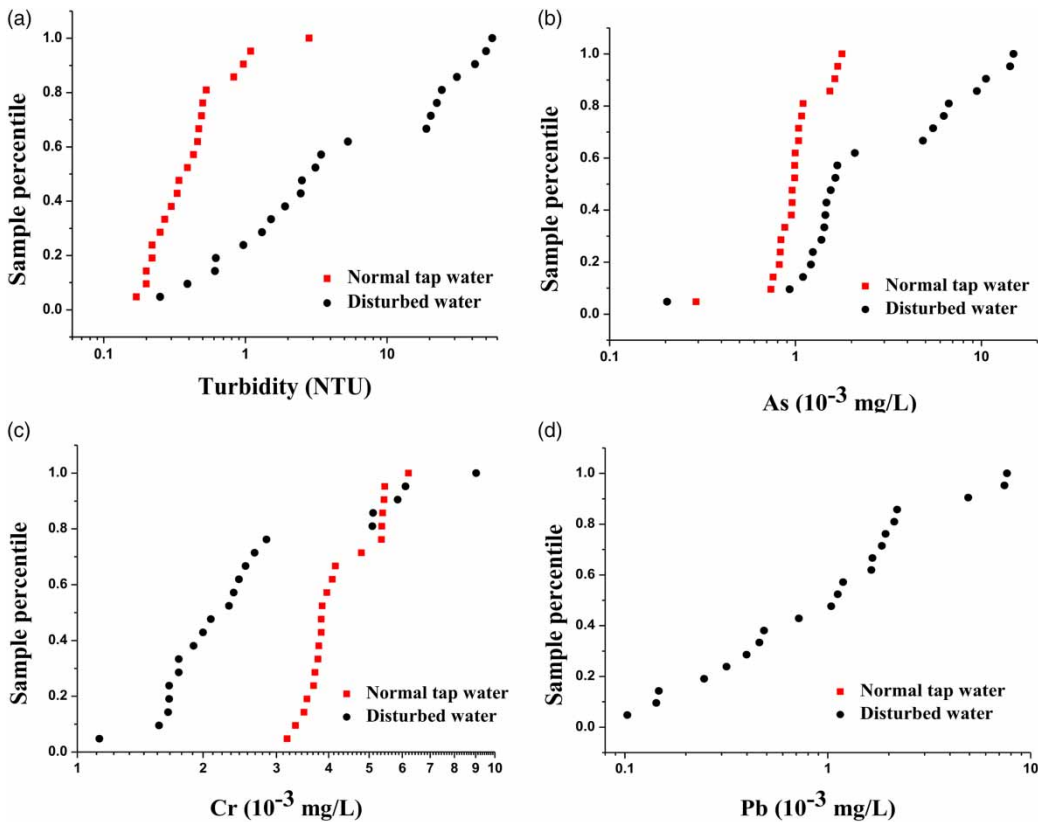 (a)
Sample percentile
1.0
0.8
0.6
0.4
0.2
0.0
Normal tap water
Disturbed water
0.1 1 10
Turbidity (NTU)
(b)
Sample percentile
1.0
0.8
0.6
0.4
0.2
0.0
Normal tap water
Disturbed water
0.1 1 10
As (10⁻³ mg/L)
(c)
Sample percentile
1.0
0.8
0.6
0.4
0.2
0.0
Normal tap water
Disturbed water
1 2 3 4 5 6 7 8 9 10
Cr (10⁻³ mg/L)
(d)
Sample percentile
1.0
0.8
0.6
0.4
0.2
0.0
Normal tap water
Disturbed water
0.1 1 10
Pb (10⁻³ mg/L)